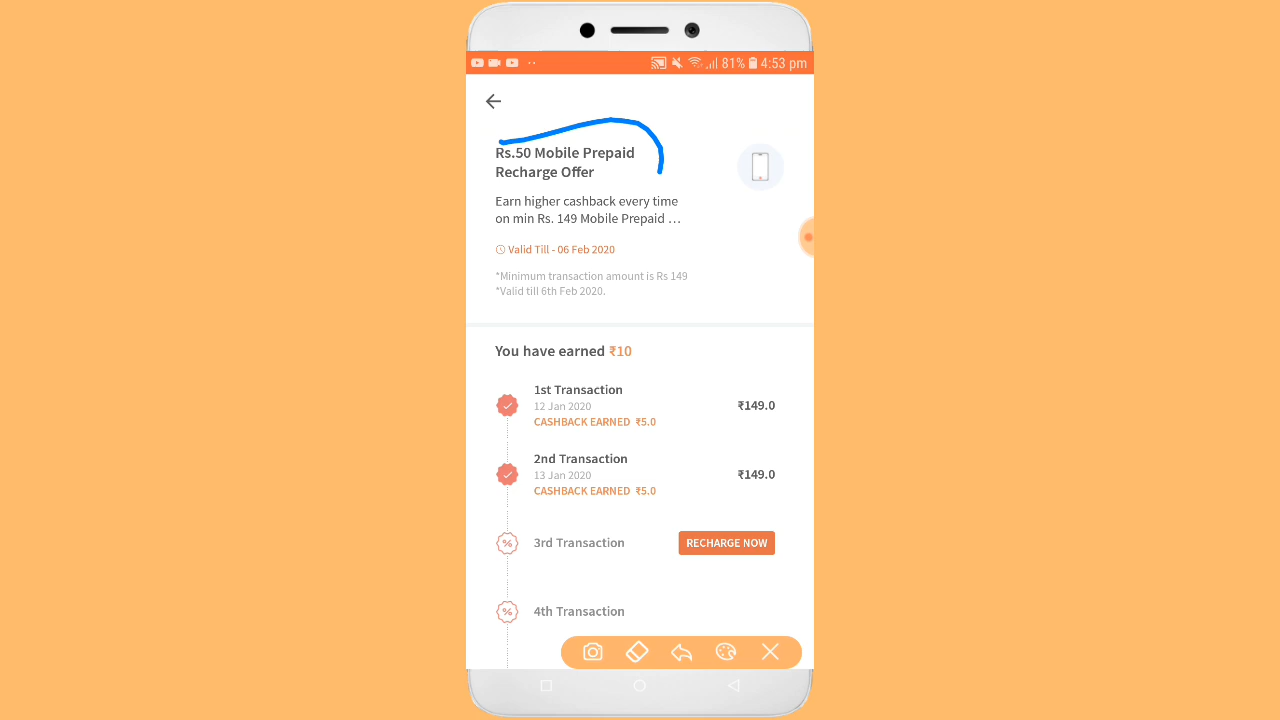 81% 4:53 pm
Rs.50 Mobile Prepaid
Recharge Offer
Earn higher cashback every time
on min Rs. 149 Mobile Prepaid ...
Valid Till - 06 Feb 2020
*Minimum transaction amount is Rs 149
*Valid till 6th Feb 2020.
You have earned ₹10
1st Transaction
12 Jan 2020
₹149.0
CASHBACK EARNED ₹5.0
2nd Transaction
13 Jan 2020
₹149.0
CASHBACK EARNED ₹5.0
3rd Transaction
RECHARGE NOW
4th Transaction